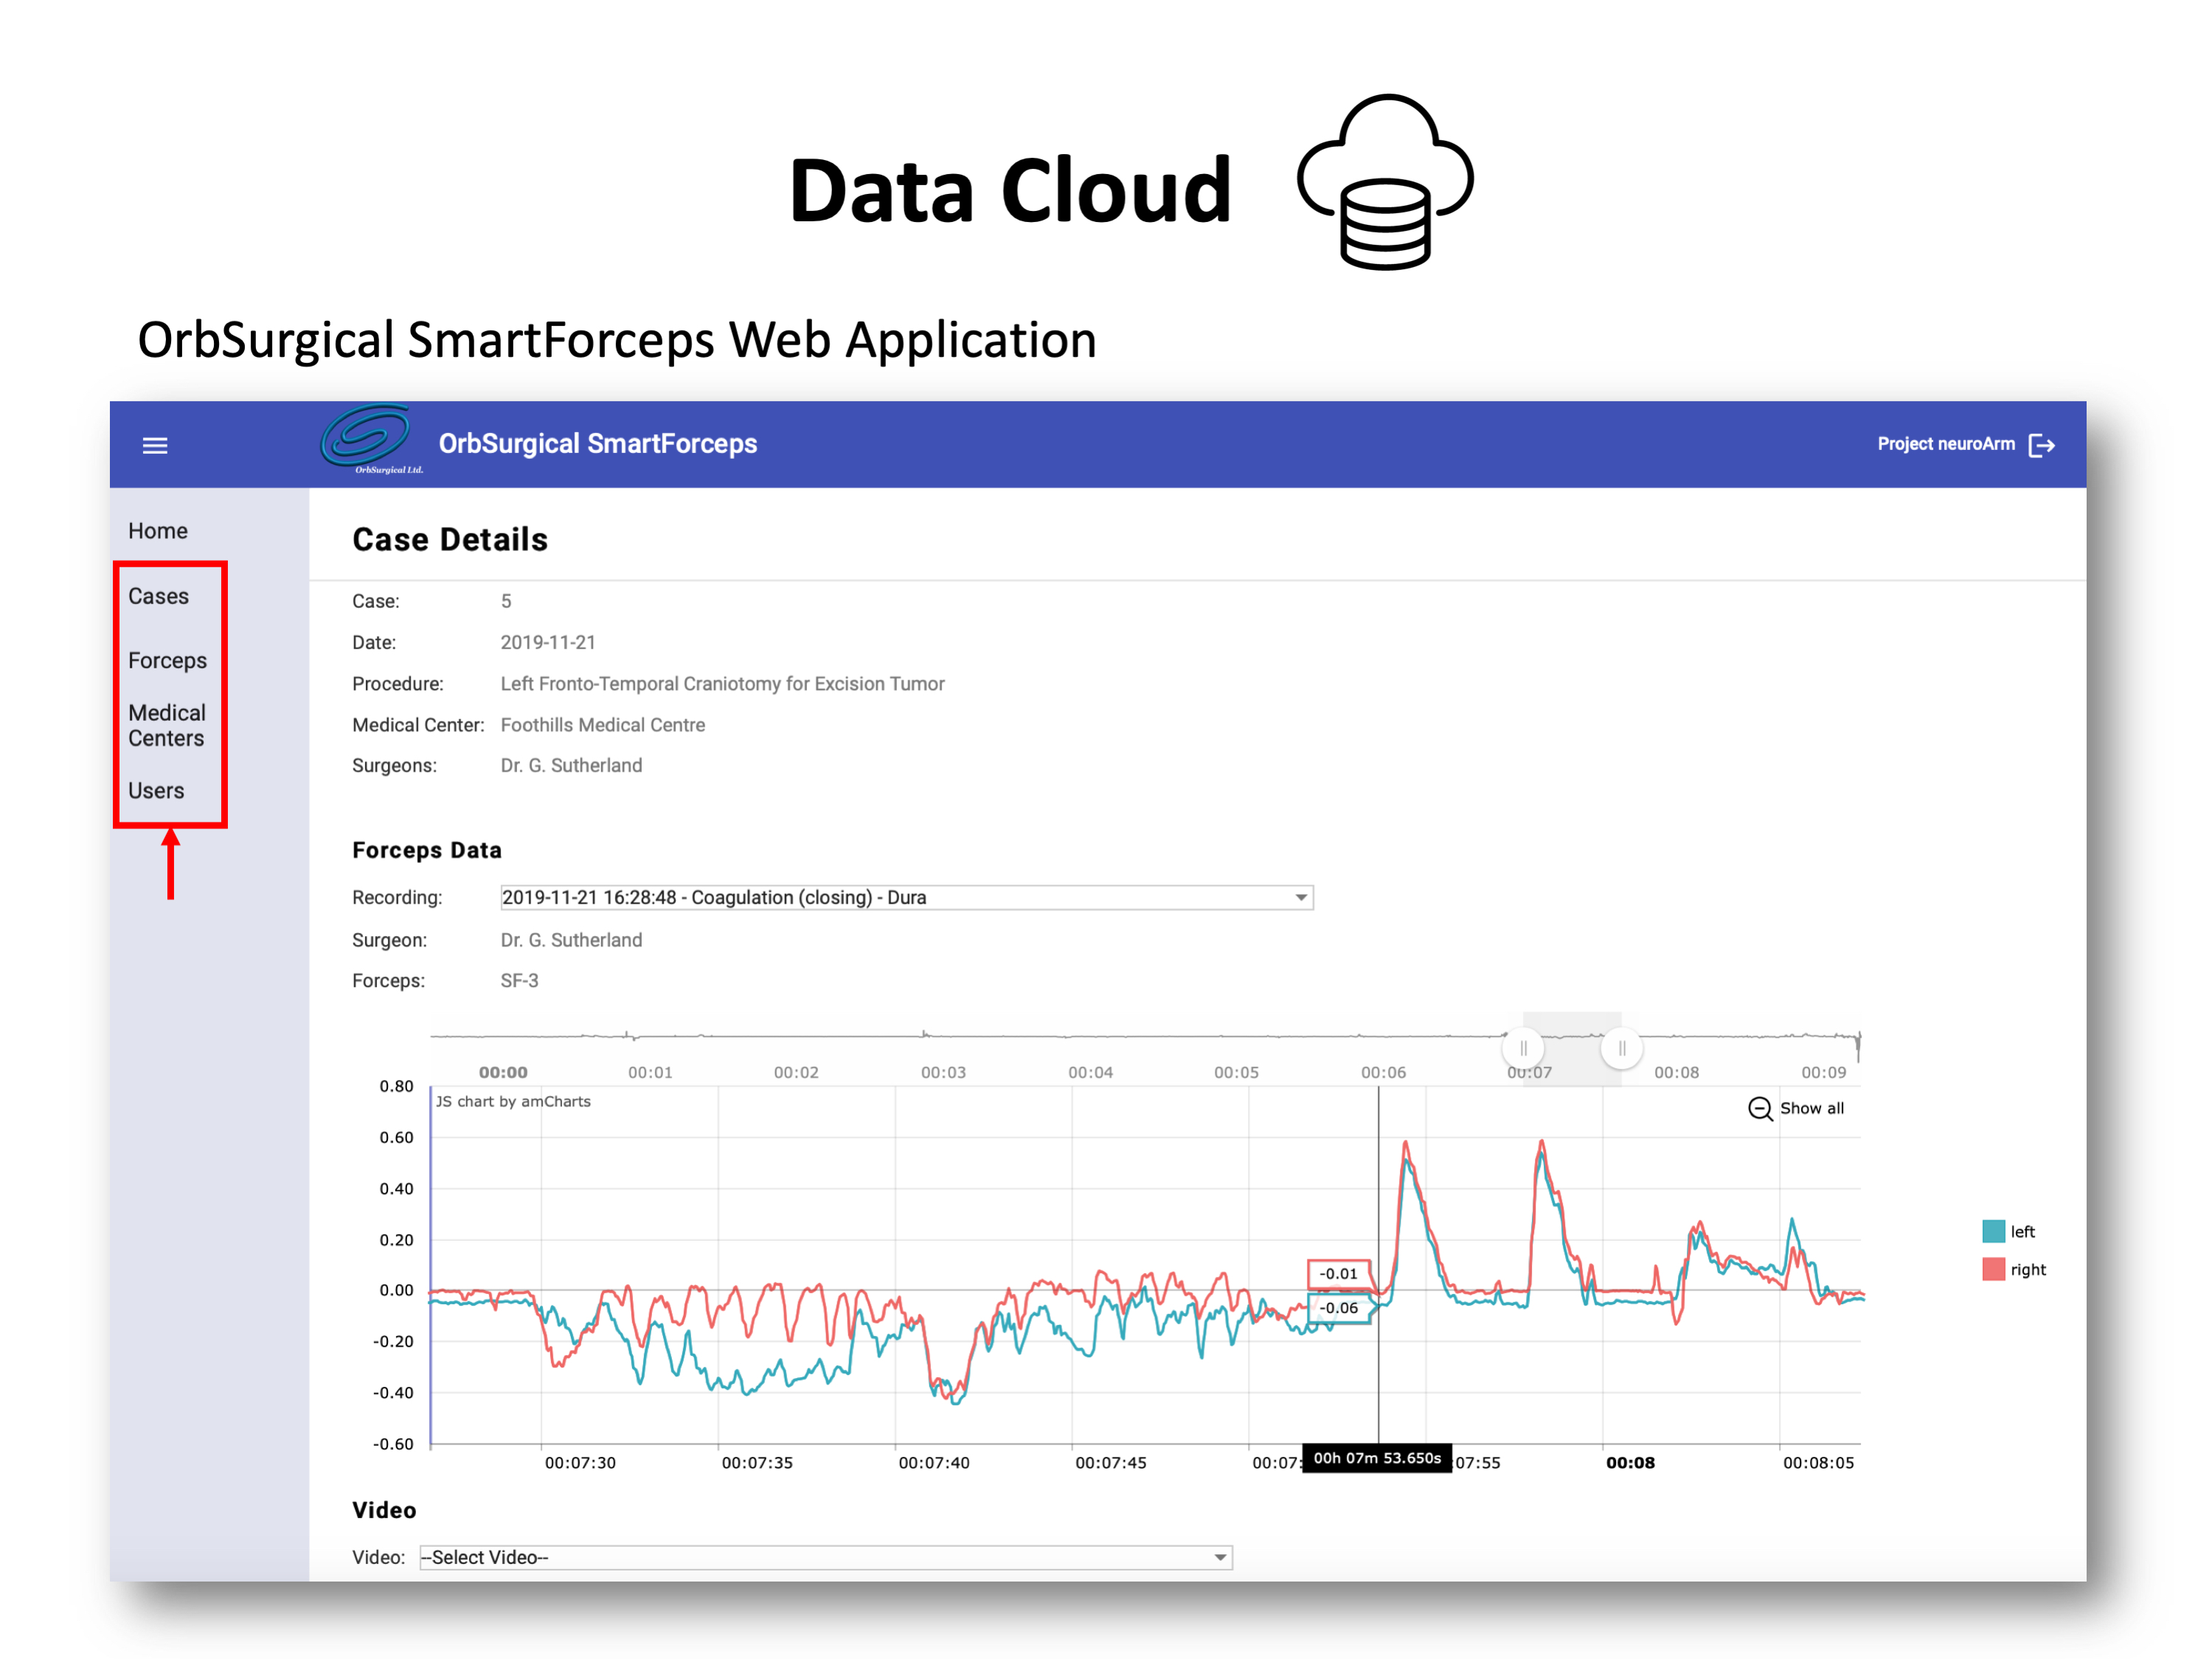 Data Cloud
OrbSurgical SmartForceps Web Application
OrbSurgical Ltd.
OrbSurgical SmartForceps
Project neuroArm
Home
Cases
Forceps
Medical
Centers
Users
Case Details
Case: 5
Date: 2019-11-21
Procedure: Left Fronto-Temporal Craniotomy for Excision Tumor
Medical Center: Foothills Medical Centre
Surgeons: Dr. G. Sutherland
Forceps Data
Recording: 2019-11-21 16:28:48 - Coagulation (closing) - Dura
Surgeon: Dr. G. Sutherland
Forceps: SF-3
00:00 00:01 00:02 00:03 00:04 00:05 00:06 00:07 00:08 00:09
JS chart by amCharts
Show all
0.80
0.60
0.40
0.20
0.00
-0.20
-0.40
-0.60
-0.01
-0.06
left
right
00:07:30 00:07:35 00:07:40 00:07:45 00:07: 00h 07m 53.650s :07:55 00:08 00:08:05
Video
Video: --Select Video--